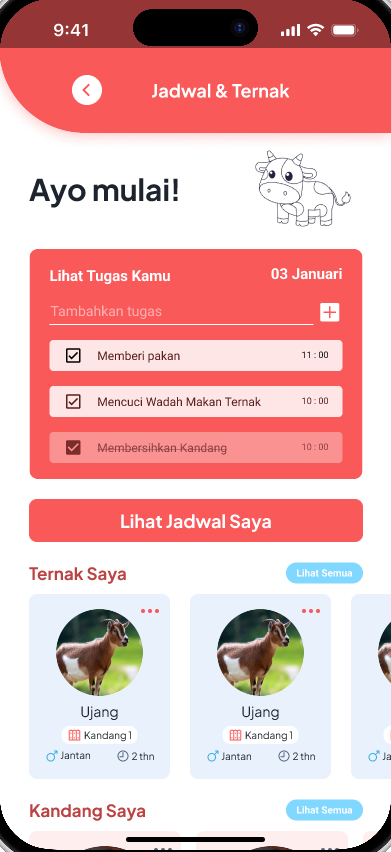 9:41
Jadwal & Ternak
Ayo mulai!
Lihat Tugas Kamu 03 Januari
Tambahkan tugas
Memberi pakan 11 : 00
Mencuci Wadah Makan Ternak 10 : 00
Membersihkan Kandang 10 : 00
Lihat Jadwal Saya
Ternak Saya Lihat Semua
Ujang Ujang
Kandang 1 Kandang 1
Jantan 2 thn Jantan 2 thn Ja
Kandang Saya Lihat Semua